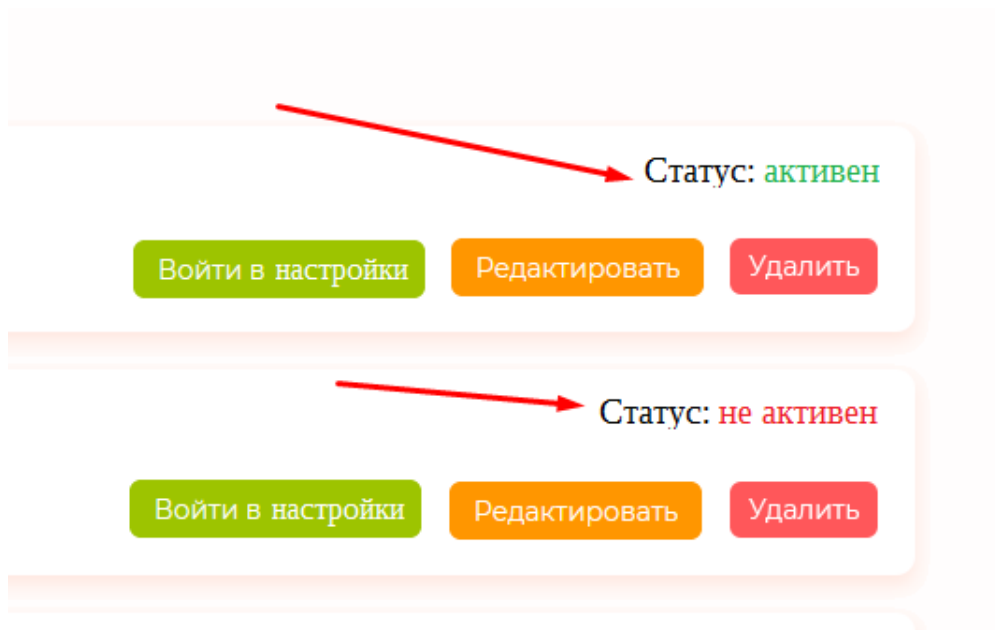 Статус: активен
Войти в настройки Редактировать Удалить
Статус: не активен
Войти в настройки Редактировать Удалить